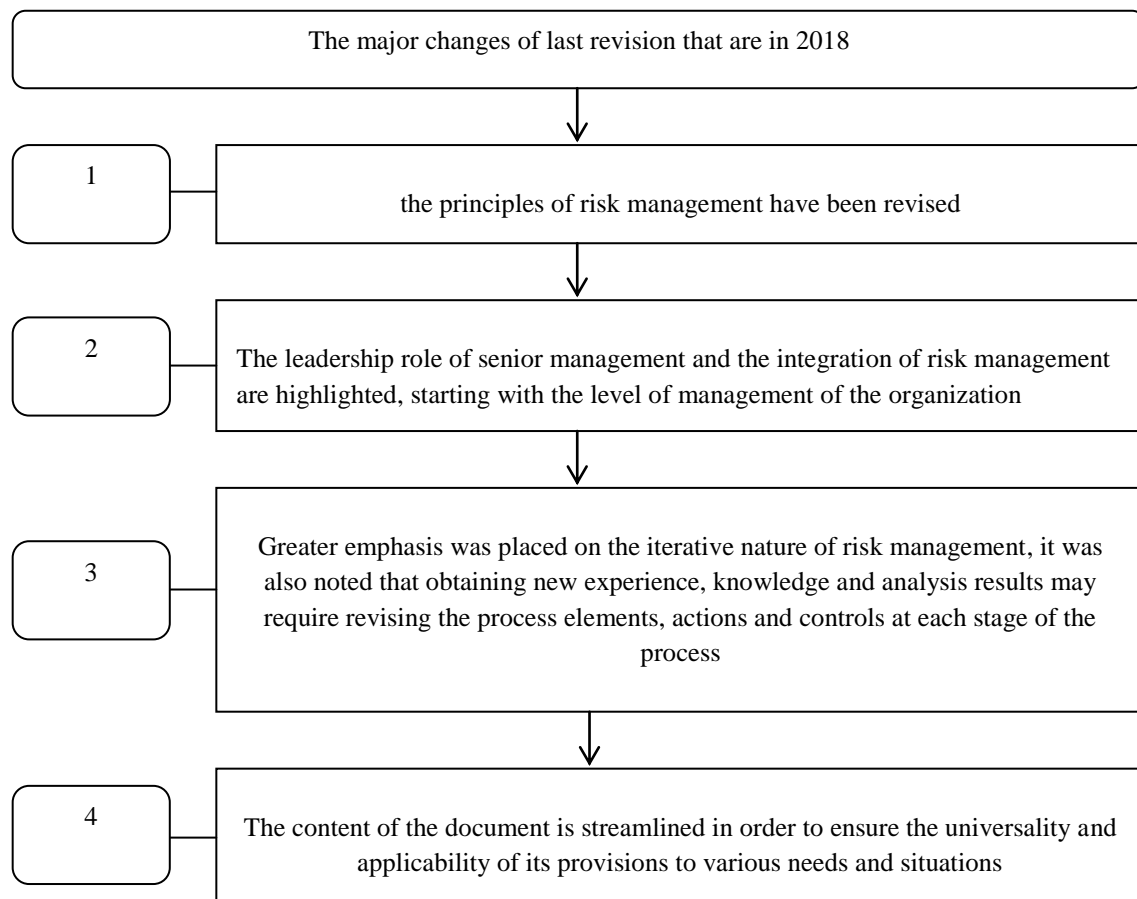 The major changes of last revision that are in 2018
1
the principles of risk management have been revised
2
The leadership role of senior management and the integration of risk management
are highlighted, starting with the level of management of the organization
3
Greater emphasis was placed on the iterative nature of risk management, it was
also noted that obtaining new experience, knowledge and analysis results may
require revising the process elements, actions and controls at each stage of the
process
4
The content of the document is streamlined in order to ensure the universality and
applicability of its provisions to various needs and situations